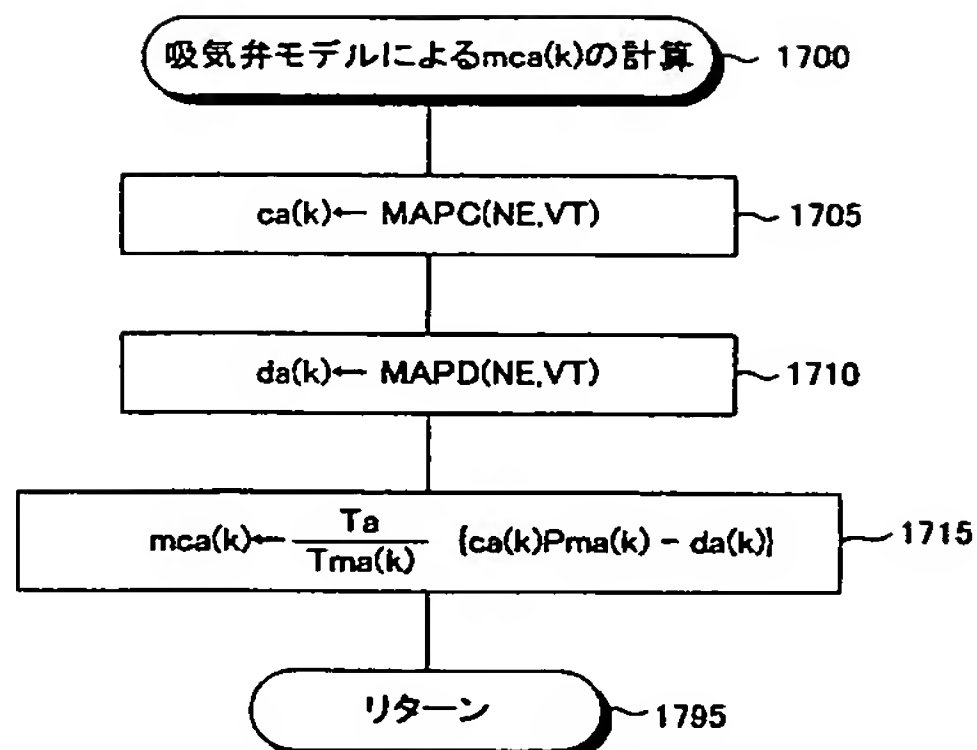 吸気弁モデルによるmca(k)の計算 1700
ca(k)← MAPC(NE,VT) 1705
da(k)← MAPD(NE,VT) 1710
mca(k)← Ta / Tma(k) {ca(k)Pma(k) - da(k)} 1715
リターン 1795